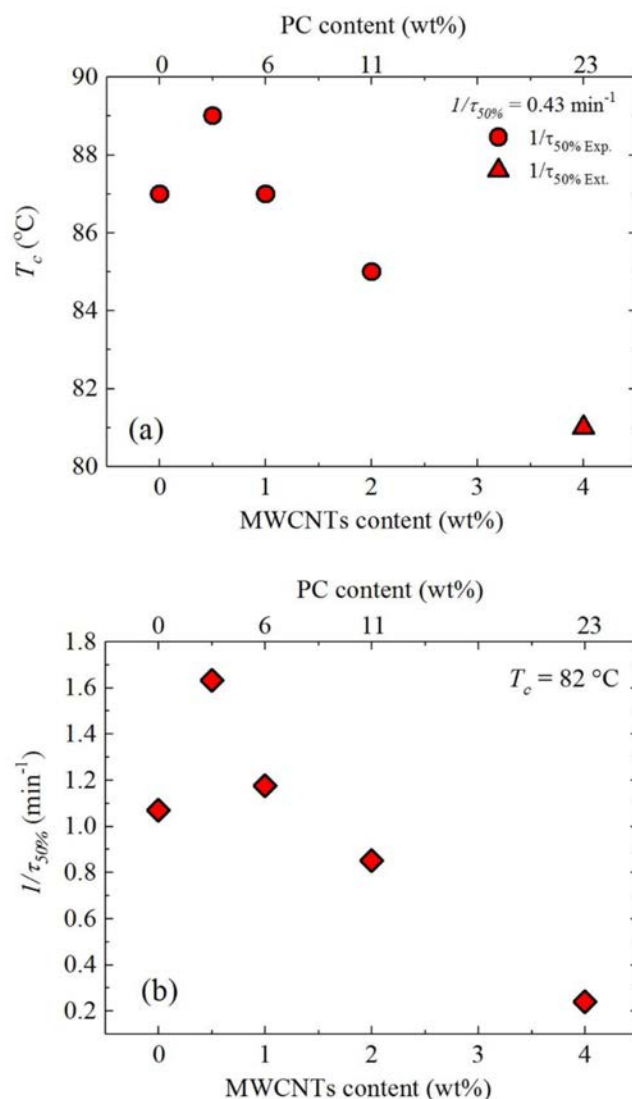 PC content (wt%)
0 6 11 23
90
88
86
84
82
80
T_c (°C)
1/τ50% = 0.43 min⁻¹
1/τ50% Exp.
1/τ50% Ext.
(a)
0 1 2 3 4
MWCNTs content (wt%)
PC content (wt%)
0 6 11 23
1.8
1.6
1.4
1.2
1.0
0.8
0.6
0.4
0.2
1/τ50% (min⁻¹)
T_c = 82 °C
(b)
0 1 2 3 4
MWCNTs content (wt%)